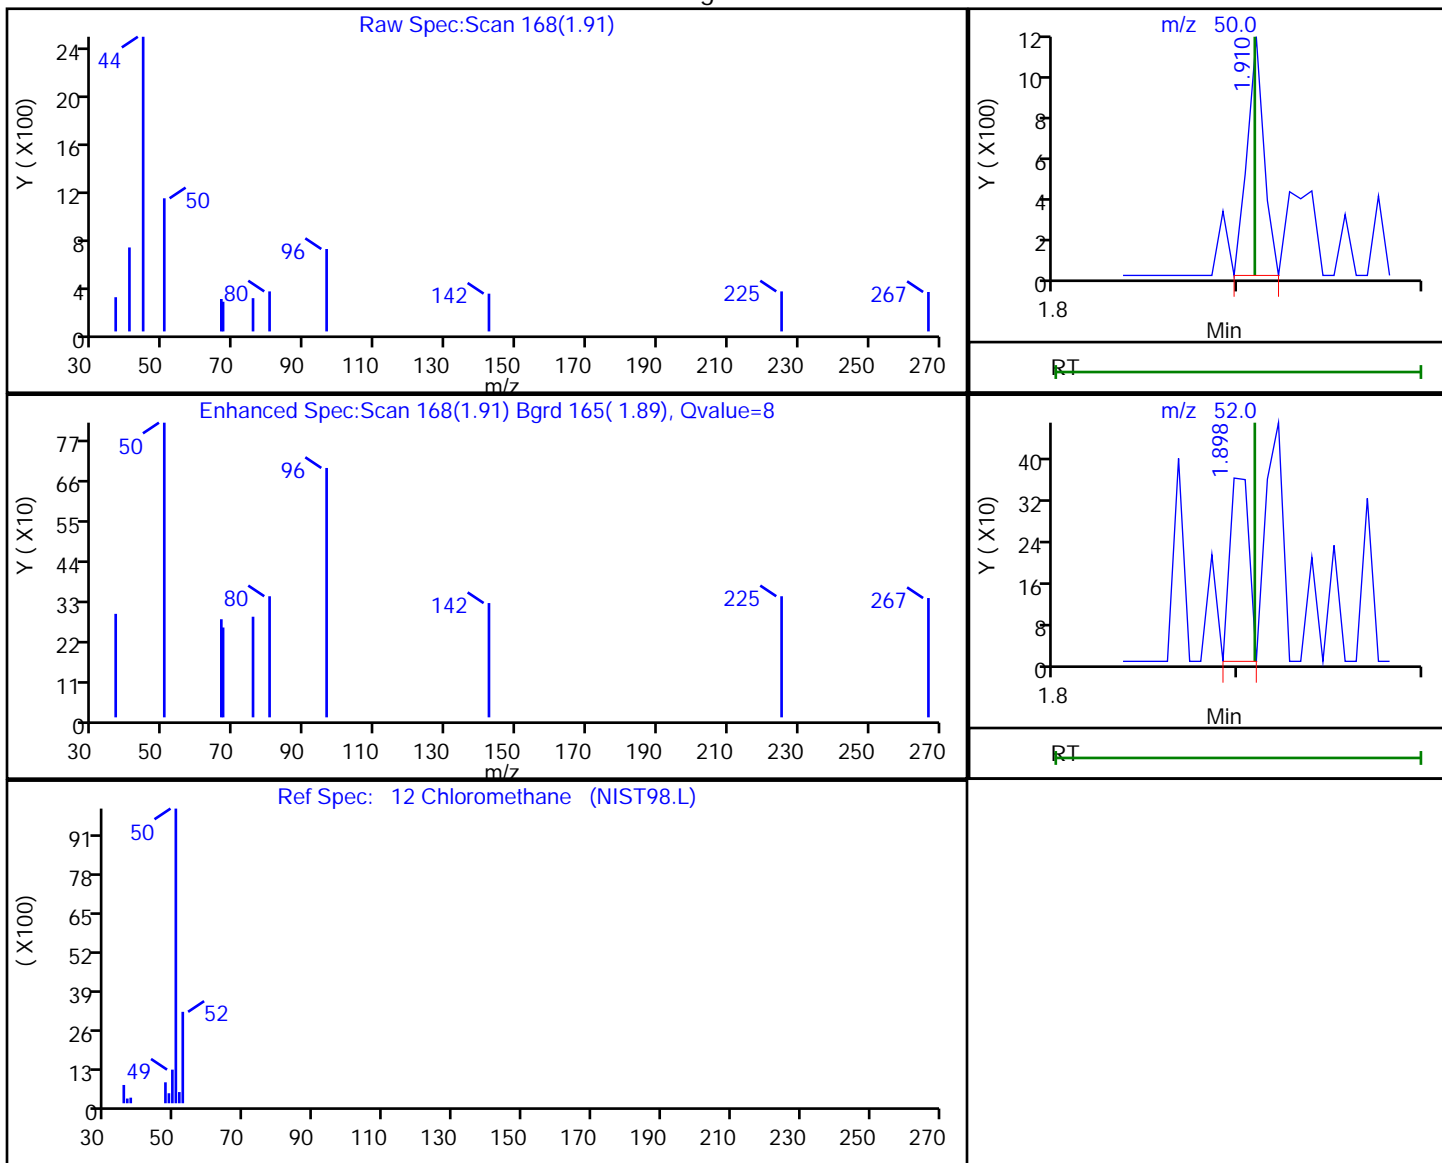 Raw Spec:Scan 168(1.91)
Y ( X100)
24
20
16
12
8
4
0
44
50
80
96
142
225
267
30 50 70 90 110 130 150 170 190 210 230 250 270
m/z
m/z 50.0
Y ( X100)
12
10
8
6
4
2
0
1.910
1.8
Min
RT
Enhanced Spec:Scan 168(1.91) Bgrd 165( 1.89), Qvalue=8
Y ( X10)
77
66
55
44
33
22
11
0
50
80
96
142
225
267
30 50 70 90 110 130 150 170 190 210 230 250 270
m/z
m/z 52.0
Y ( X10)
40
32
24
16
8
0
1.898
1.8
Min
RT
Ref Spec: 12 Chloromethane (NIST98.L)
( X100)
91
78
65
52
39
26
13
0
50
52
49
30 50 70 90 110 130 150 170 190 210 230 250 270